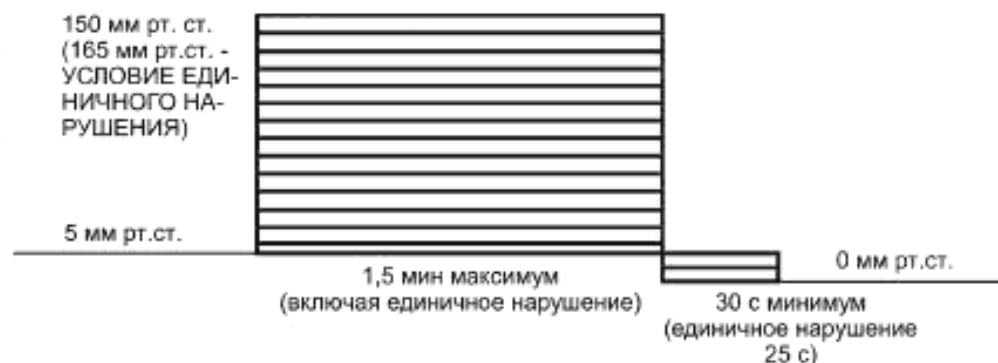 150 мм рт. ст.
(165 мм рт.ст. -
УСЛОВИЕ ЕДИ-
НИЧНОГО НА-
РУШЕНИЯ)
5 мм рт.ст.
1,5 мин максимум
(включая единичное нарушение)
0 мм рт.ст.
30 с минимум
(единичное нарушение
25 с)